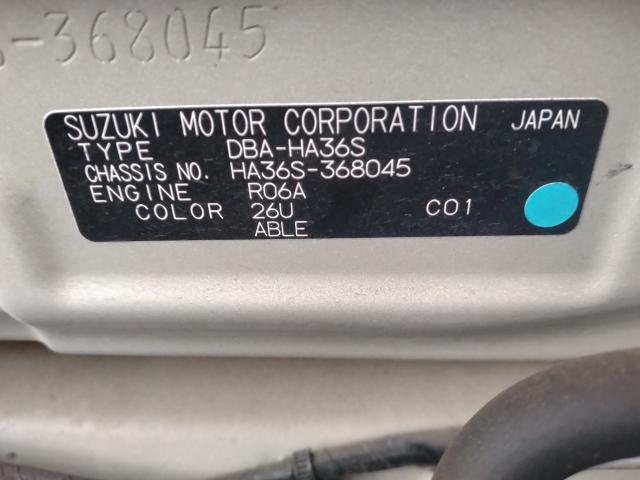 -368045
SUZUKI MOTOR CORPORATION JAPAN
TYPE DBA-HA36S
CHASSIS NO. HA36S-368045
ENGINE R06A
COLOR 26U C01
ABLE